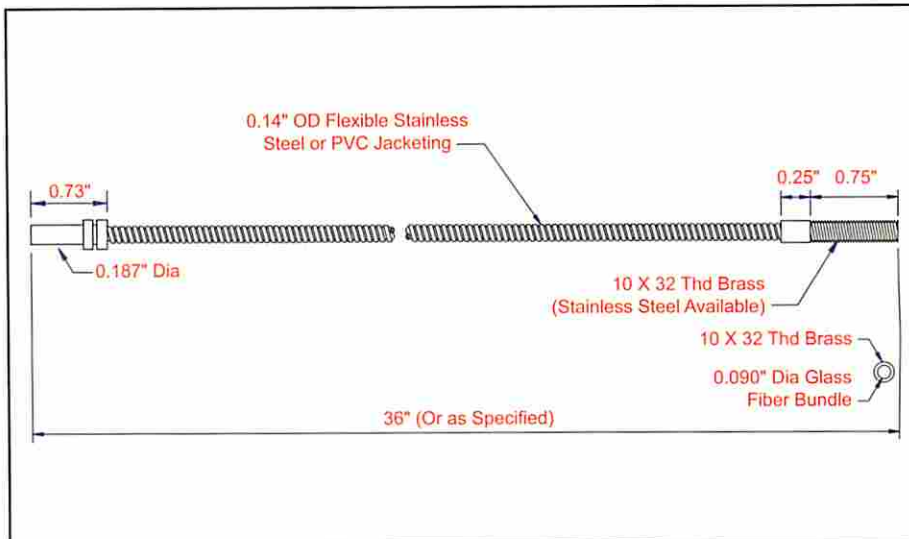 0.14" OD Flexible Stainless
Steel or PVC Jacketing
0.73"
0.25"
0.75"
0.187" Dia
10 X 32 Thd Brass
(Stainless Steel Available)
10 X 32 Thd Brass
0.090" Dia Glass
Fiber Bundle
36" (Or as Specified)